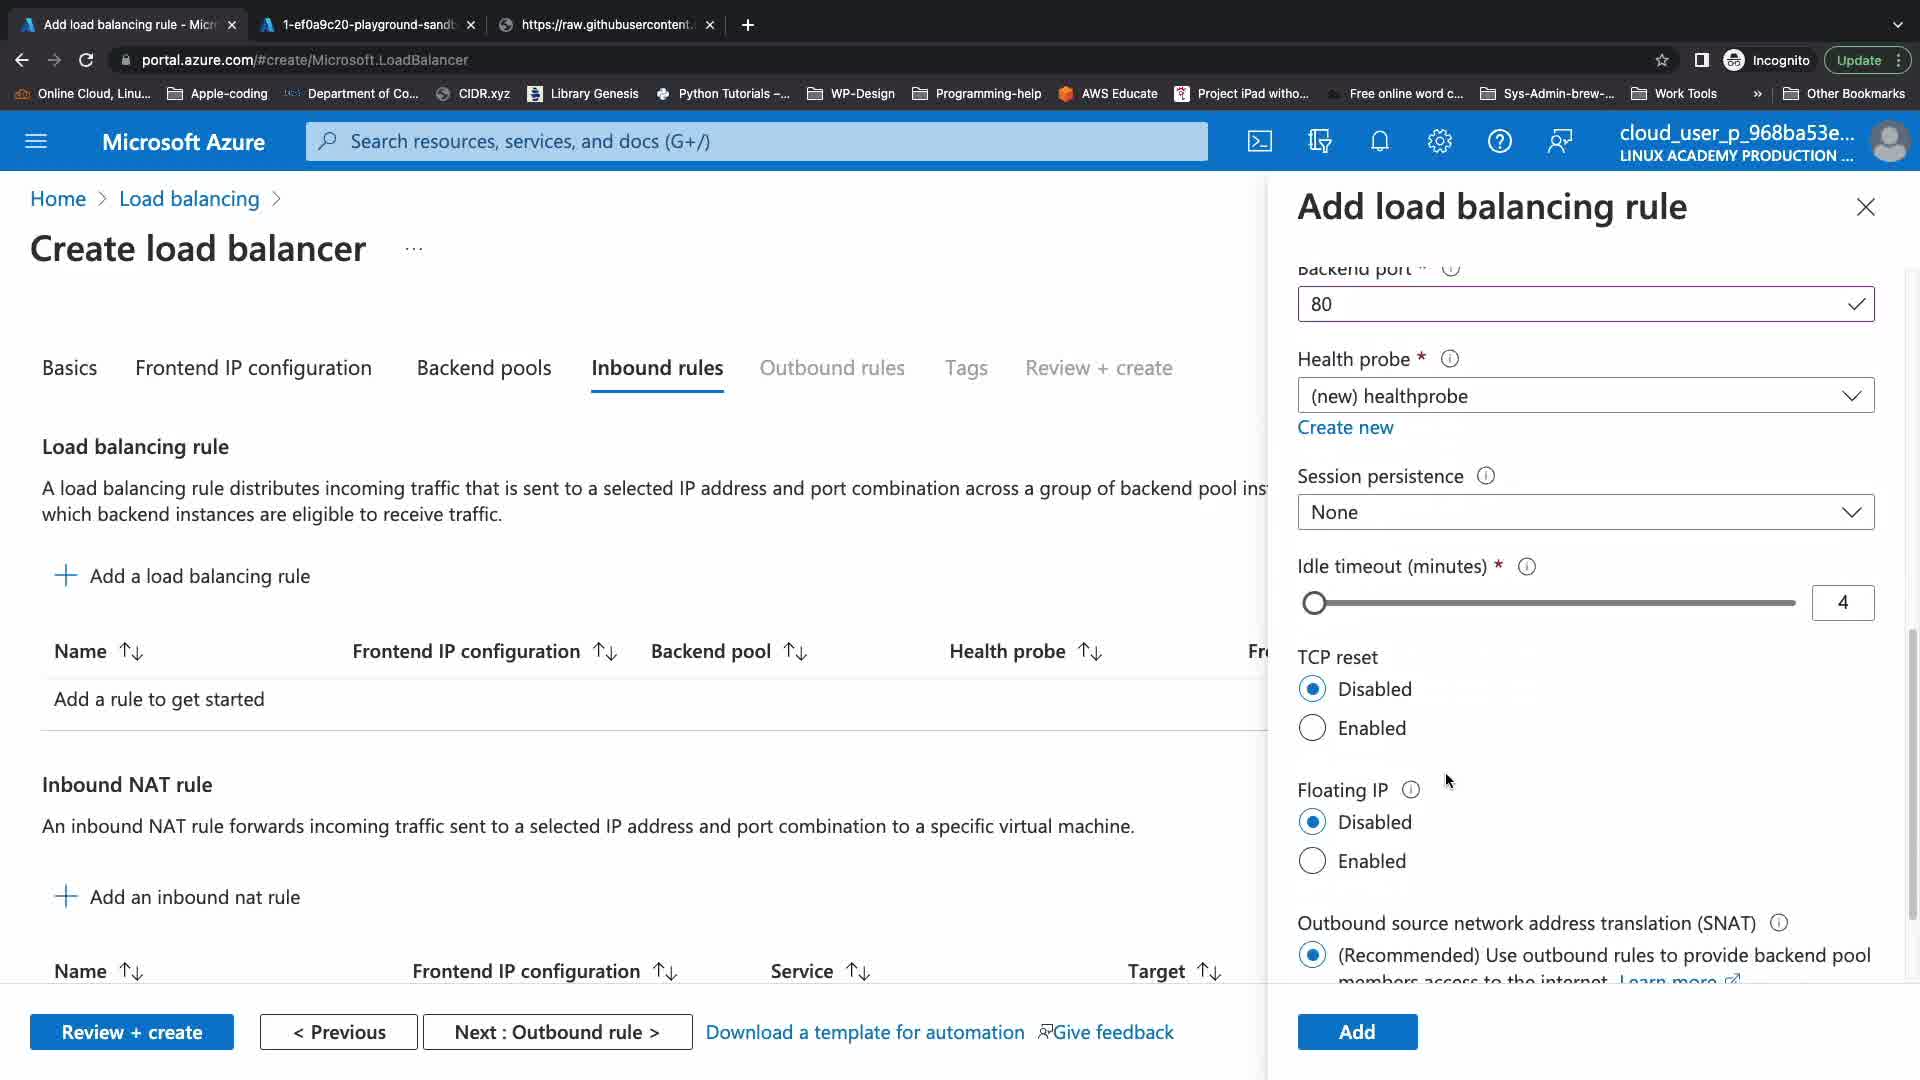 Add load balancing rule - Micr
1-ef0a9c20-playground-sandb
https://raw.githubusercontent.
portal.azure.com/#create/Microsoft.LoadBalancer
Incognito
Update
Online Cloud, Linu...
Apple-coding
Department of Co...
CIDR.xyz
Library Genesis
Python Tutorials –...
WP-Design
Programming-help
AWS Educate
Project iPad witho...
Free online word c...
Sys-Admin-brew-...
Work Tools
»
Other Bookmarks
Microsoft Azure
Search resources, services, and docs (G+/)
cloud_user_p_968ba53e...
LINUX ACADEMY PRODUCTION ...
Home > Load balancing >
Create load balancer ...
Basics
Frontend IP configuration
Backend pools
Inbound rules
Outbound rules
Tags
Review + create
Load balancing rule
A load balancing rule distributes incoming traffic that is sent to a selected IP address and port combination across a group of backend pool ins
which backend instances are eligible to receive traffic.
Add a load balancing rule
Name
Frontend IP configuration
Backend pool
Health probe
Fr
Add a rule to get started
Inbound NAT rule
An inbound NAT rule forwards incoming traffic sent to a selected IP address and port combination to a specific virtual machine.
Add an inbound nat rule
Name
Frontend IP configuration
Service
Target
Review + create
< Previous
Next : Outbound rule >
Download a template for automation
Give feedback
Add load balancing rule
Backend port *
80
Health probe *
(new) healthprobe
Create new
Session persistence
None
Idle timeout (minutes) *
4
TCP reset
Disabled
Enabled
Floating IP
Disabled
Enabled
Outbound source network address translation (SNAT)
(Recommended) Use outbound rules to provide backend pool
members access to the internet. Learn more
Add